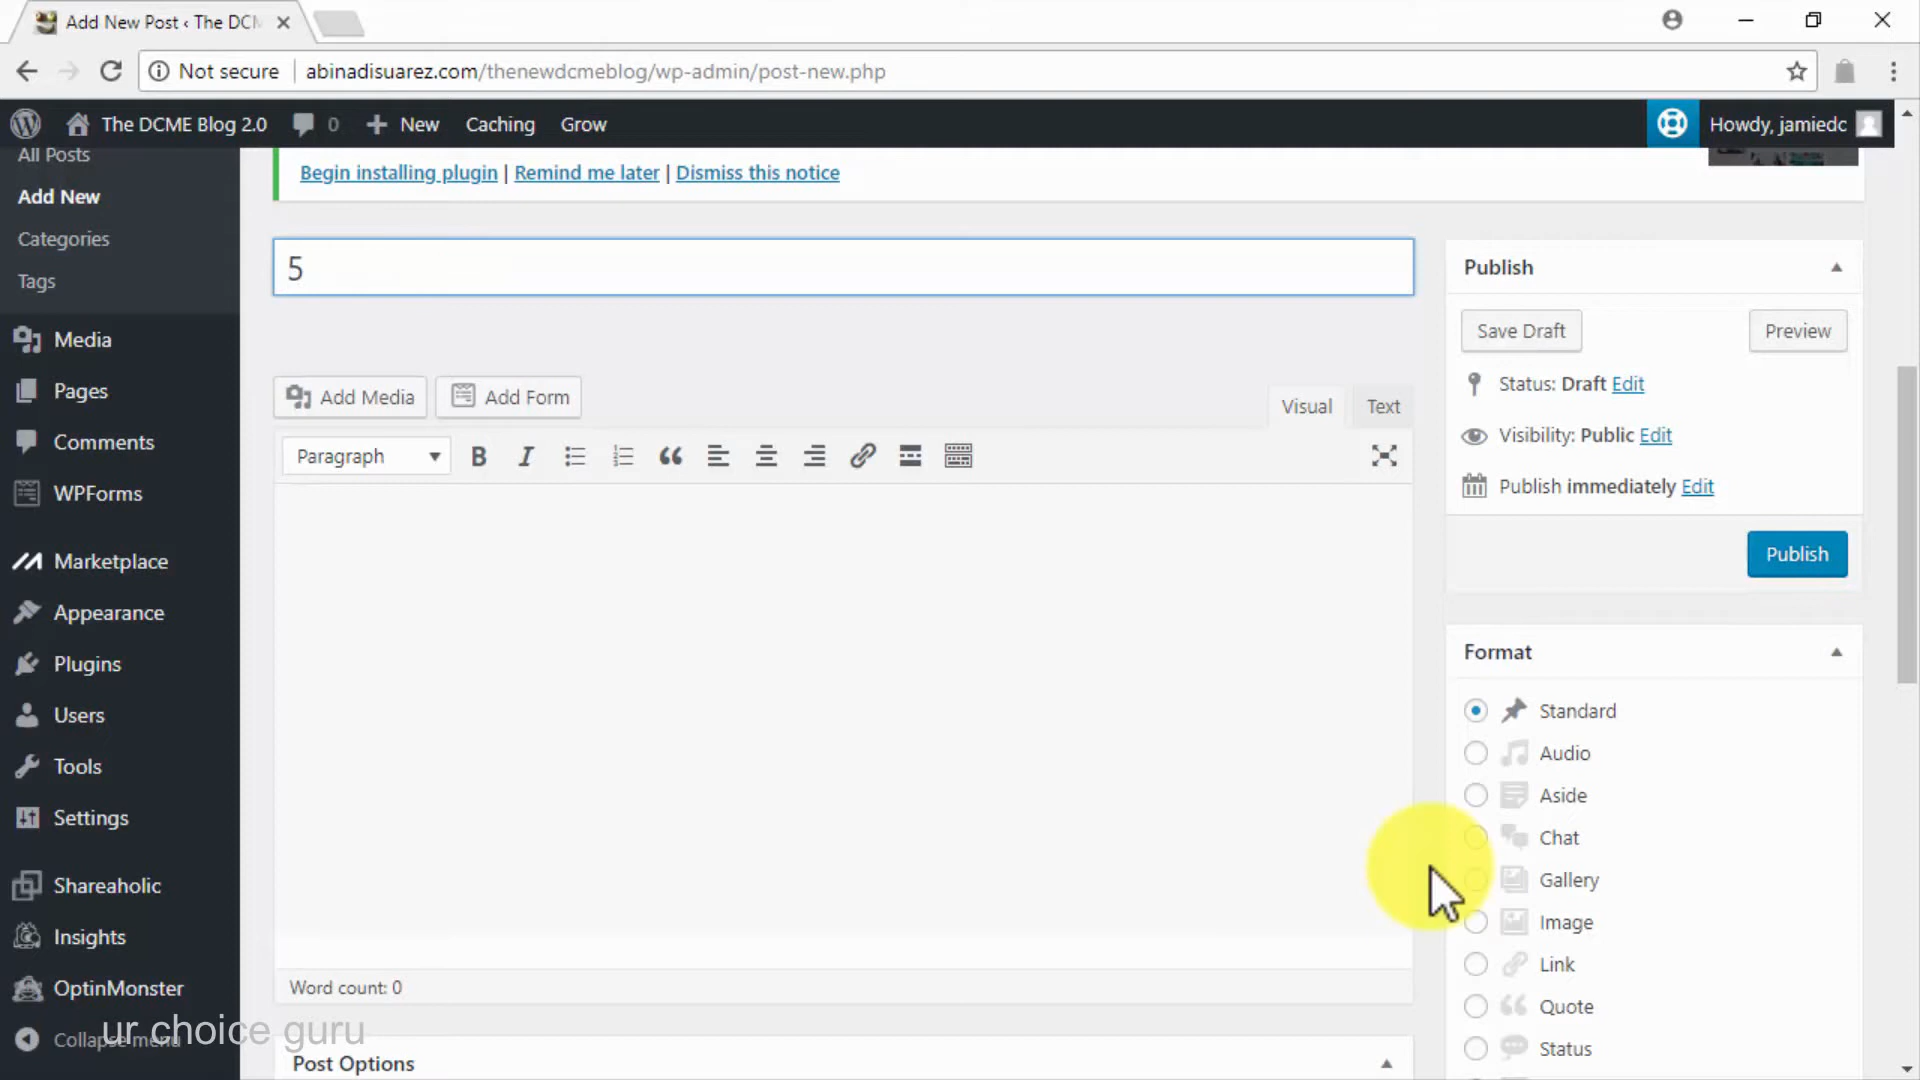 Add New Post ‹ The DCM
Not secure
abinadisuarez.com/thenewdcmeblog/wp-admin/post-new.php
The DCME Blog 2.0
0
New
Caching
Grow
Howdy, jamiedc
All Posts
Add New
Categories
Tags
Media
Pages
Comments
WPForms
Marketplace
Appearance
Plugins
Users
Tools
Settings
Shareaholic
Insights
OptinMonster
Collapse menu
ur choice guru
Begin installing plugin | Remind me later | Dismiss this notice
5
Add Media
Add Form
Visual
Text
Paragraph
B
I
Word count: 0
Post Options
Publish
Save Draft
Preview
Status: Draft Edit
Visibility: Public Edit
Publish immediately Edit
Publish
Format
Standard
Audio
Aside
Chat
Gallery
Image
Link
Quote
Status